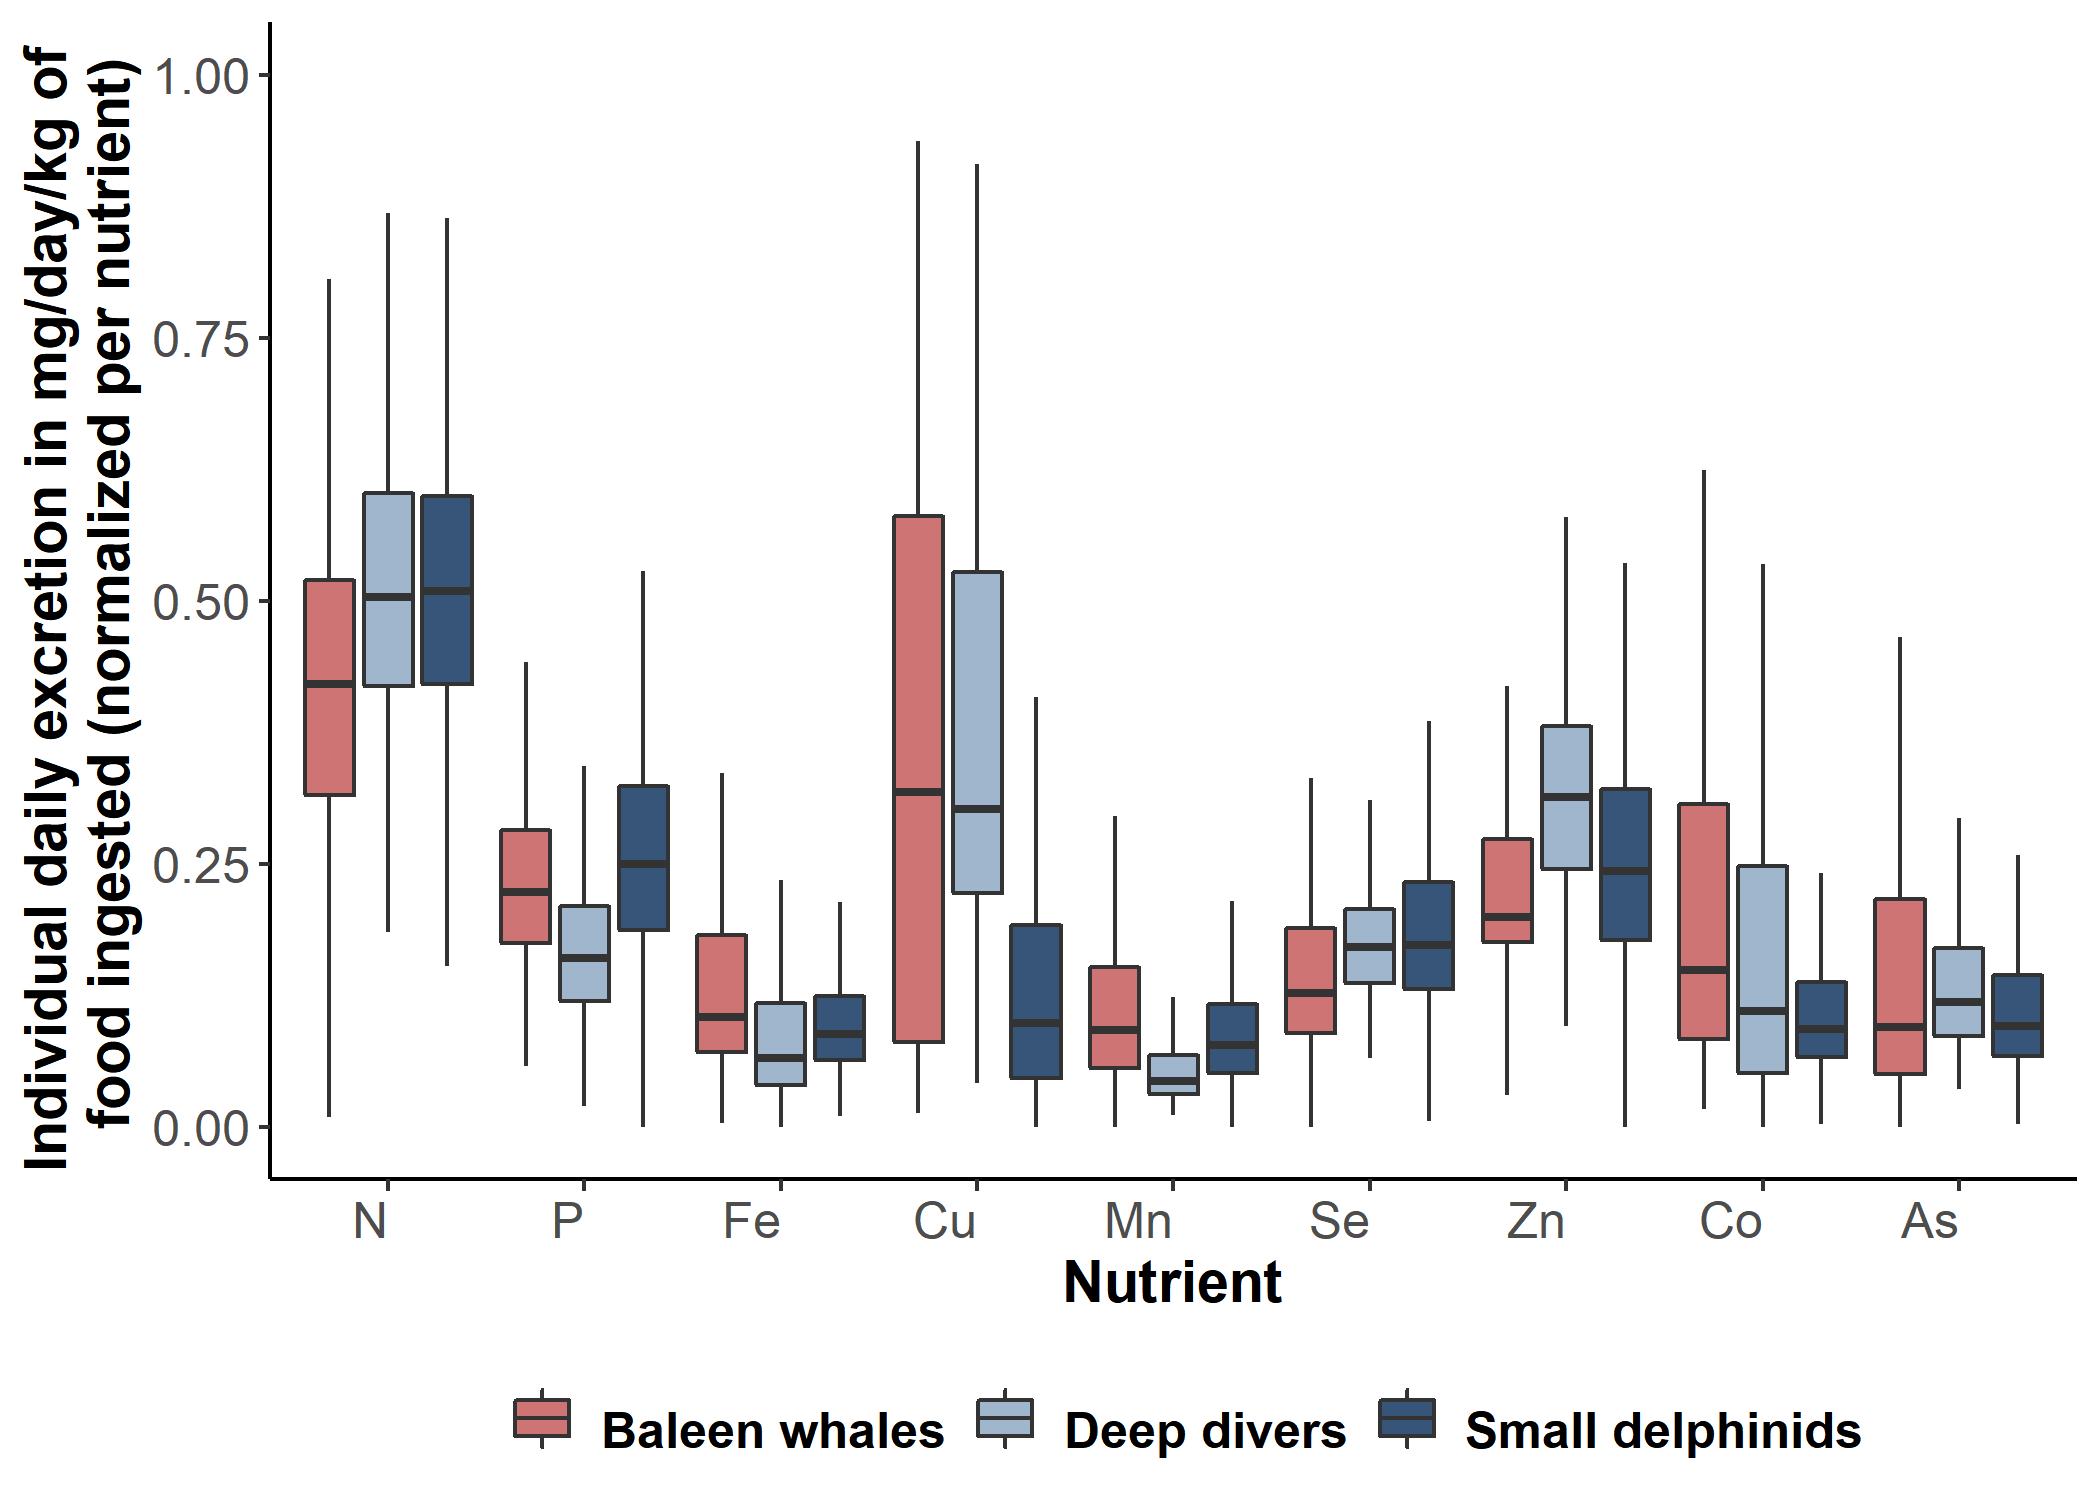 Individual daily excretion in mg/day/kg of
food ingested (normalized per nutrient)
1.00
0.75
0.50
0.25
0.00
N P Fe Cu Mn Se Zn Co As
Nutrient
Baleen whales Deep divers Small delphinids